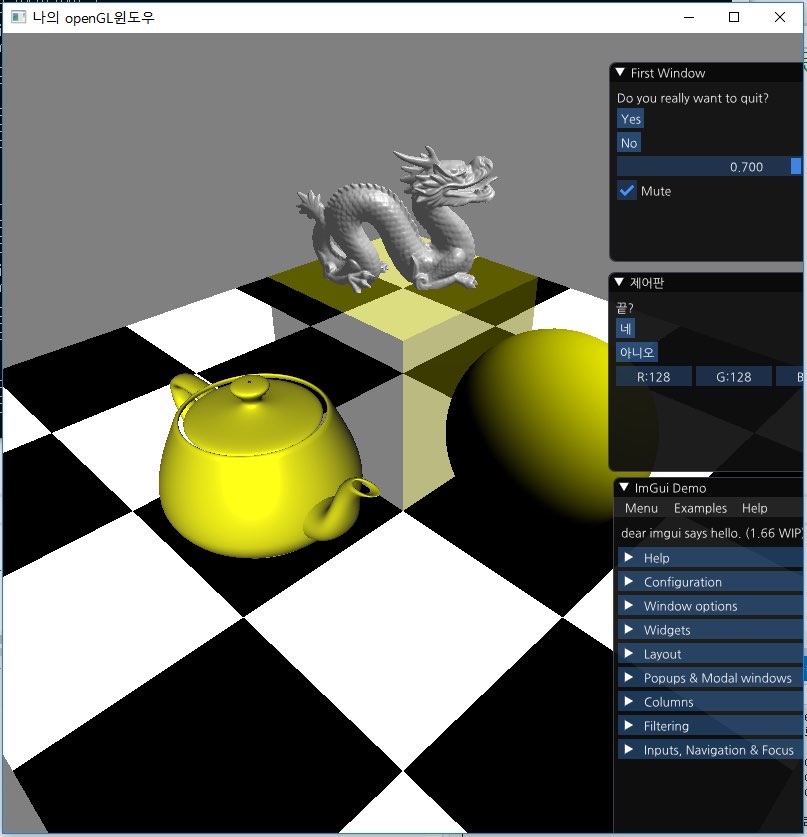 나의 openGL윈도우
First Window
Do you really want to quit?
Yes
No
0.700
Mute
제어판
끝?
네
아니오
R:128 G:128 B
ImGui Demo
Menu Examples Help
dear imgui says hello. (1.66 WIP)
Help
Configuration
Window options
Widgets
Layout
Popups & Modal windows
Columns
Filtering
Inputs, Navigation & Focus